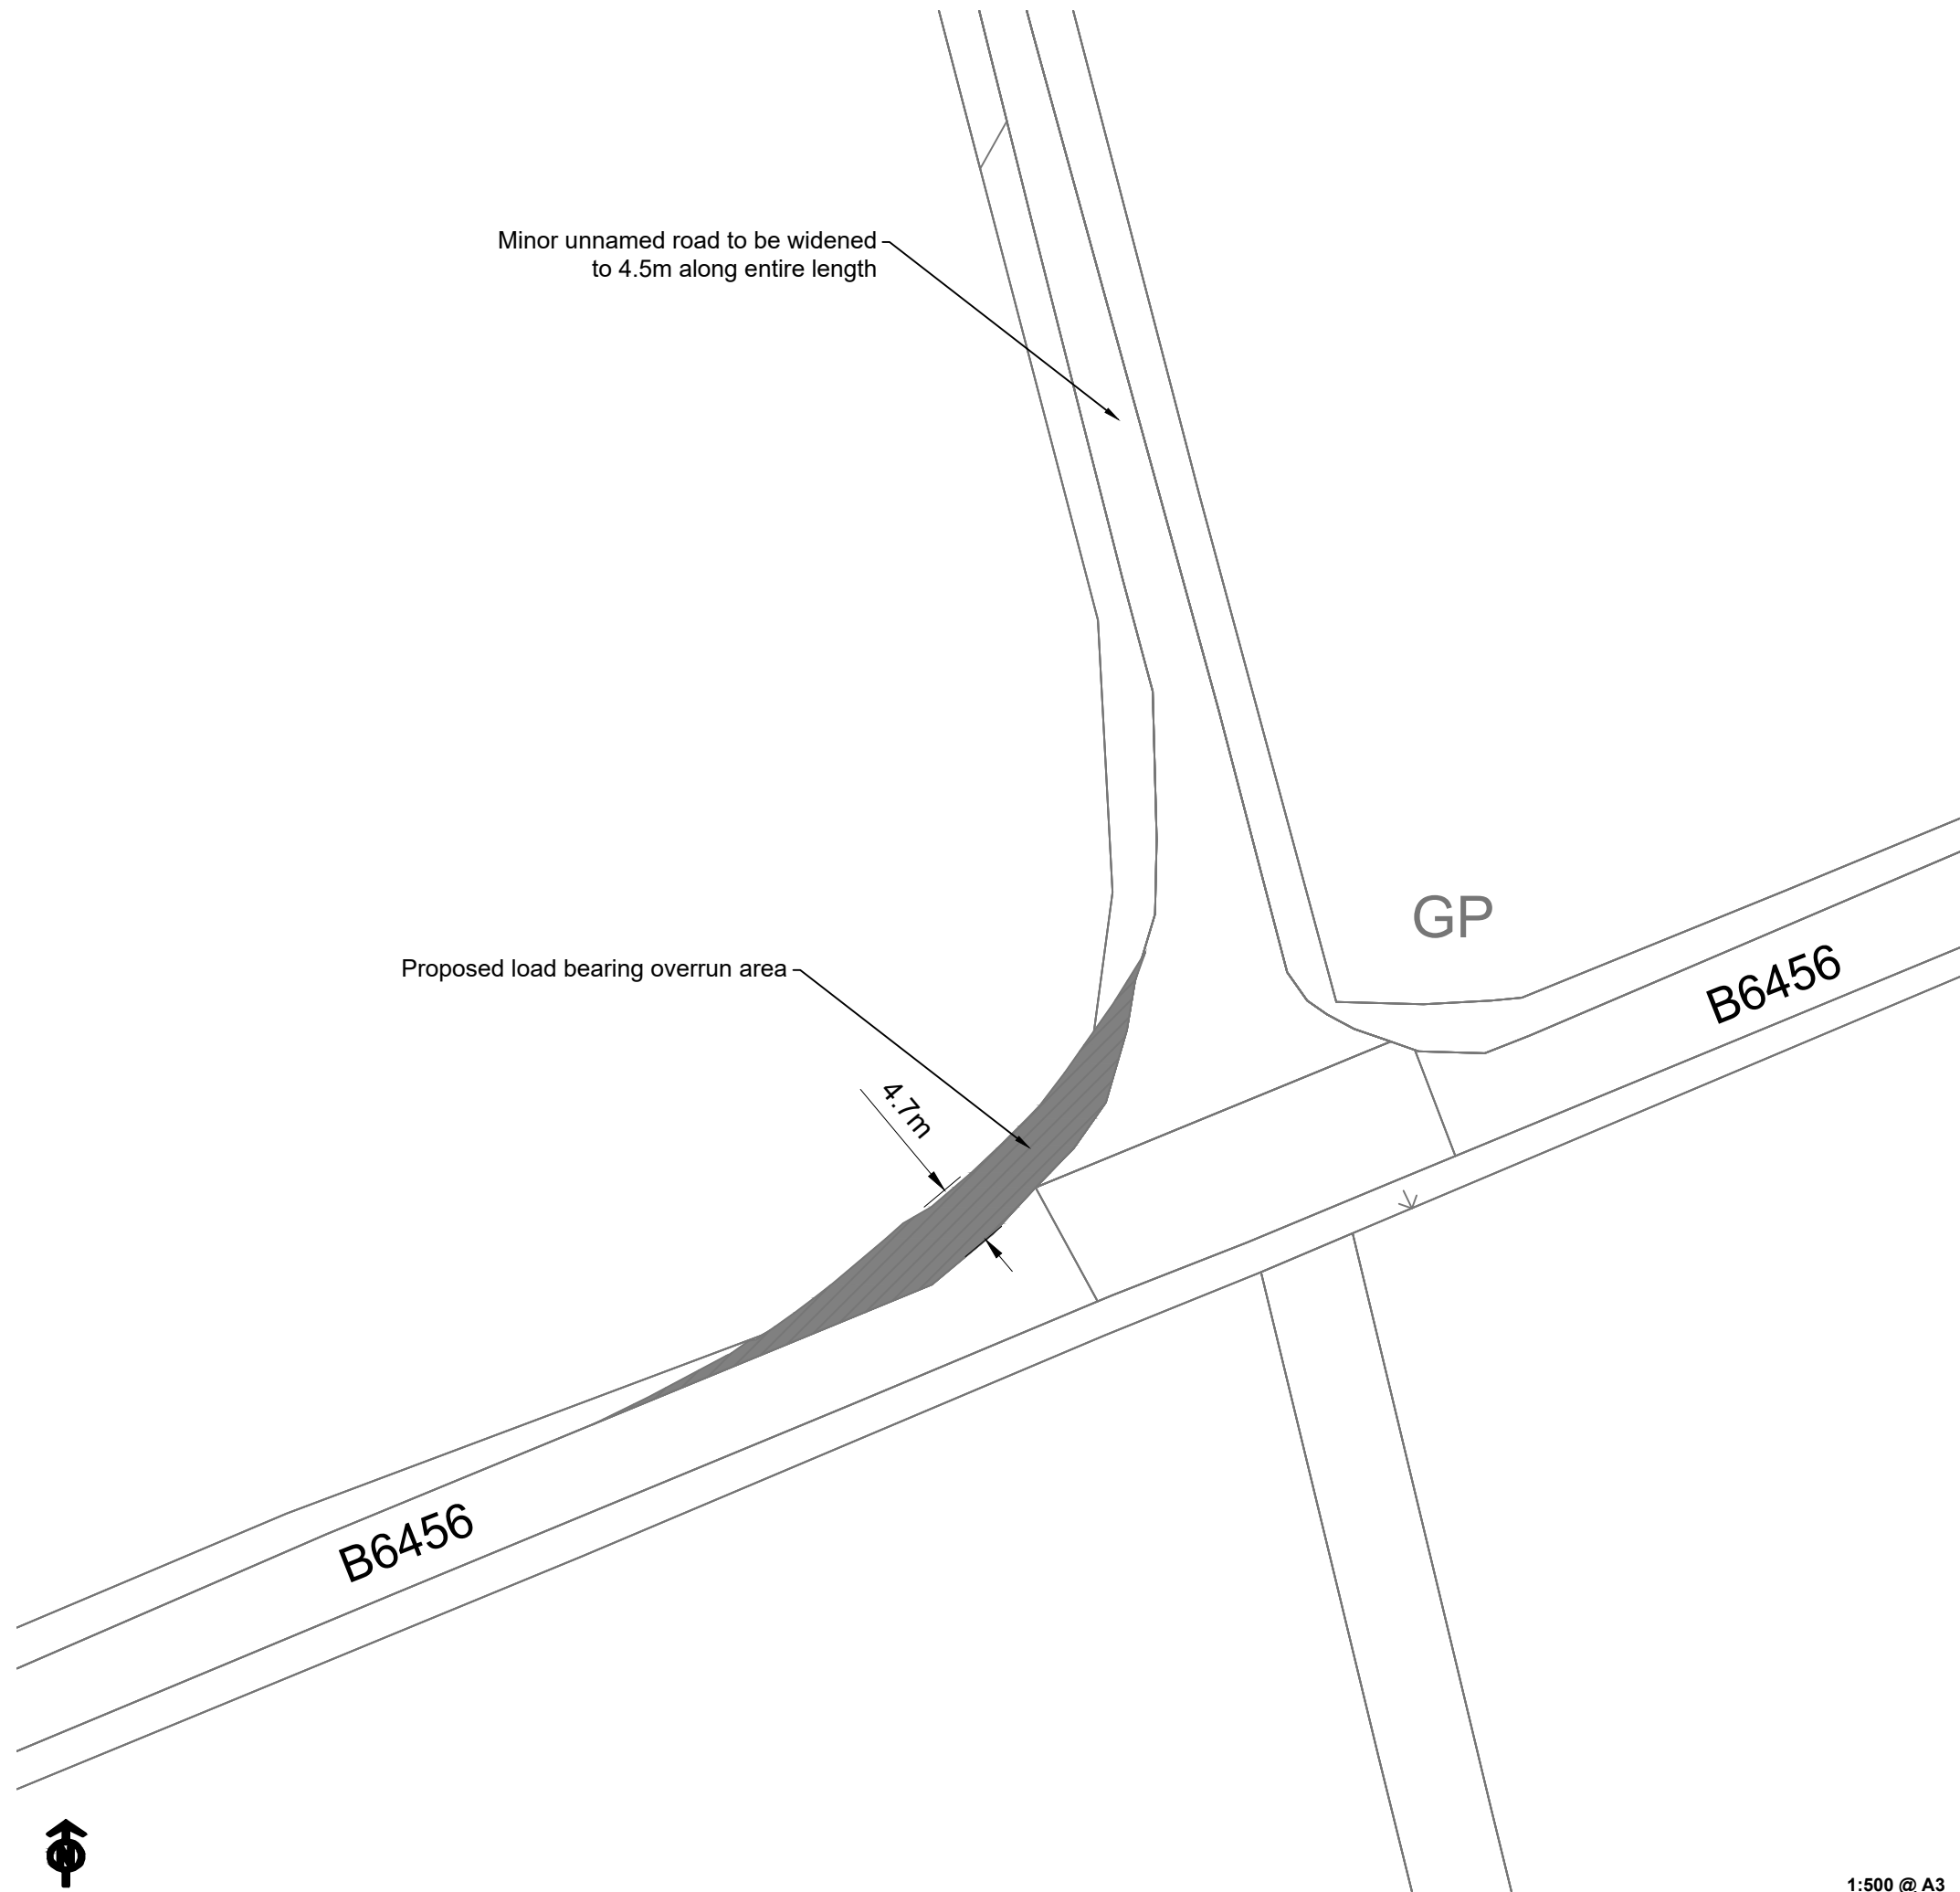 Minor unnamed road to be widened
to 4.5m along entire length
GP
B6456
Proposed load bearing overrun area
4.7m
B6456
N
1:500 @ A3